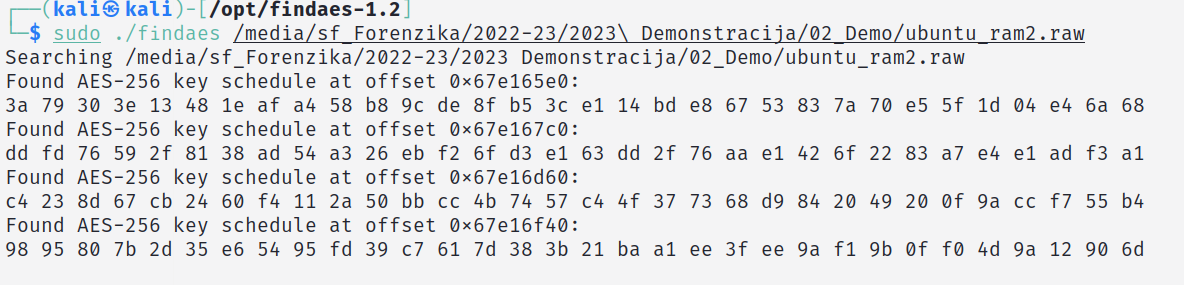 ┌──(kali㉿kali)-[/opt/findaes-1.2]
└─$ sudo ./findaes /media/sf_Forenzika/2022-23/2023\ Demonstracija/02_Demo/ubuntu_ram2.raw
Searching /media/sf_Forenzika/2022-23/2023 Demonstracija/02_Demo/ubuntu_ram2.raw
Found AES-256 key schedule at offset 0x67e165e0:
3a 79 30 3e 13 48 1e af a4 58 b8 9c de 8f b5 3c e1 14 bd e8 67 53 83 7a 70 e5 5f 1d 04 e4 6a 68
Found AES-256 key schedule at offset 0x67e167c0:
dd fd 76 59 2f 81 38 ad 54 a3 26 eb f2 6f d3 e1 63 dd 2f 76 aa e1 42 6f 22 83 a7 e4 e1 ad f3 a1
Found AES-256 key schedule at offset 0x67e16d60:
c4 23 8d 67 cb 24 60 f4 11 2a 50 bb cc 4b 74 57 c4 4f 37 73 68 d9 84 20 49 20 0f 9a cc f7 55 b4
Found AES-256 key schedule at offset 0x67e16f40:
98 95 80 7b 2d 35 e6 54 95 fd 39 c7 61 7d 38 3b 21 ba a1 ee 3f ee 9a f1 9b 0f f0 4d 9a 12 90 6d